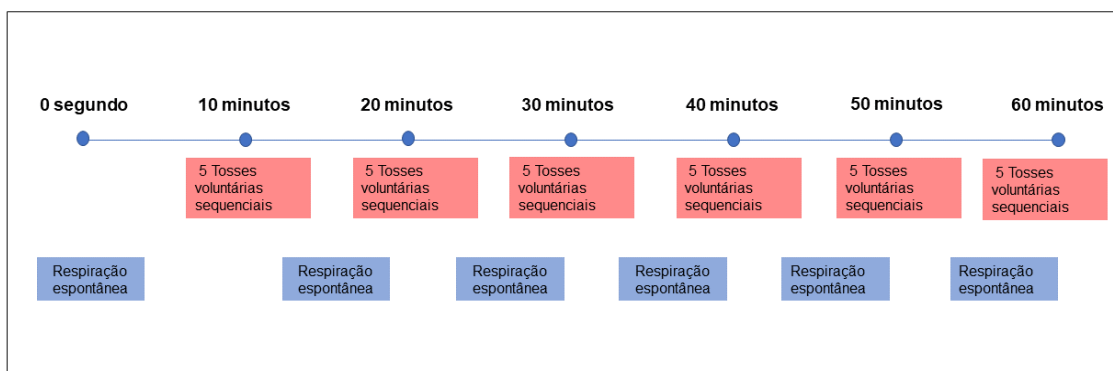 0 segundo
10 minutos
20 minutos
30 minutos
40 minutos
50 minutos
60 minutos
5 Tosses
voluntárias
sequenciais
5 Tosses
voluntárias
sequenciais
5 Tosses
voluntárias
sequenciais
5 Tosses
voluntárias
sequenciais
5 Tosses
voluntárias
sequenciais
5 Tosses
voluntárias
sequenciais
Respiração
espontânea
Respiração
espontânea
Respiração
espontânea
Respiração
espontânea
Respiração
espontânea
Respiração
espontânea